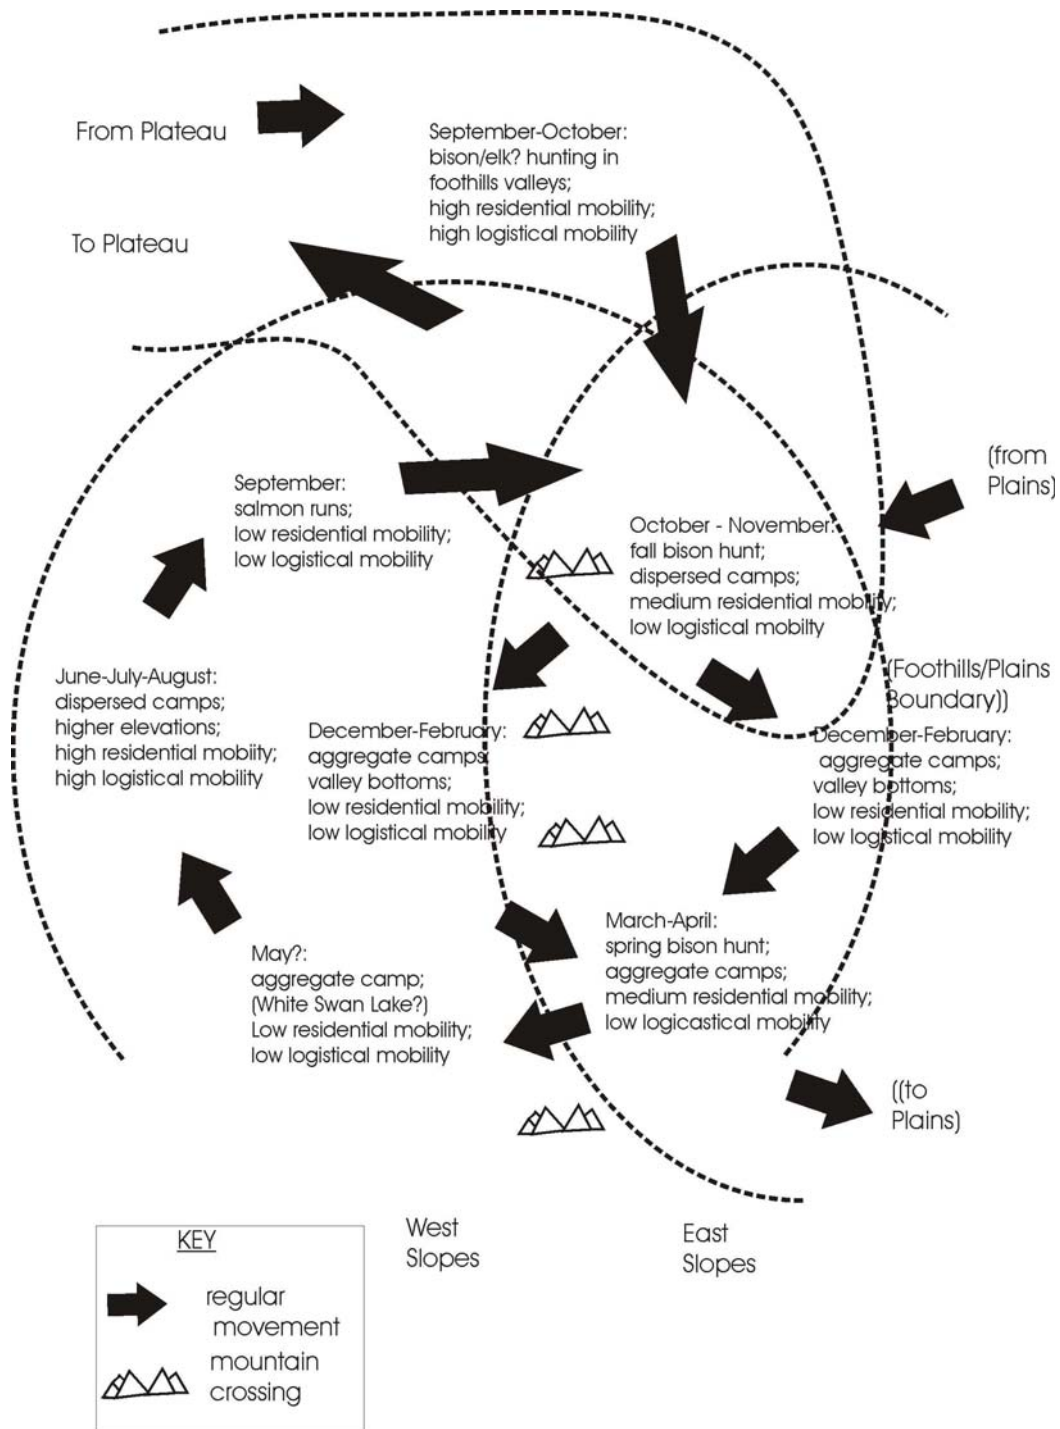 From Plateau
September-October:
bison/elk? hunting in
foothills valleys;
high residential mobility;
high logistical mobility
To Plateau
(from
Plains)
September:
salmon runs;
low residential mobility;
low logistical mobility
October - November:
fall bison hunt;
dispersed camps;
medium residential mobility;
low logistical mobilty
June-July-August:
dispersed camps;
higher elevations;
high residential mobiity;
high logistical mobility
(Foothills/Plains
Boundary))
December-February:
aggregate camps;
valley bottoms;
low residential mobility;
low logistical mobility
December-February:
aggregate camps;
valley bottoms;
low residential mobility;
low logistical mobility
March-April:
spring bison hunt;
aggregate camps;
medium residential mobility;
low logicastical mobility
May?:
aggregate camp;
(White Swan Lake?)
Low residential mobility;
low logistical mobility
((to
Plains)
West
Slopes
East
Slopes
KEY
regular
movement
mountain
crossing